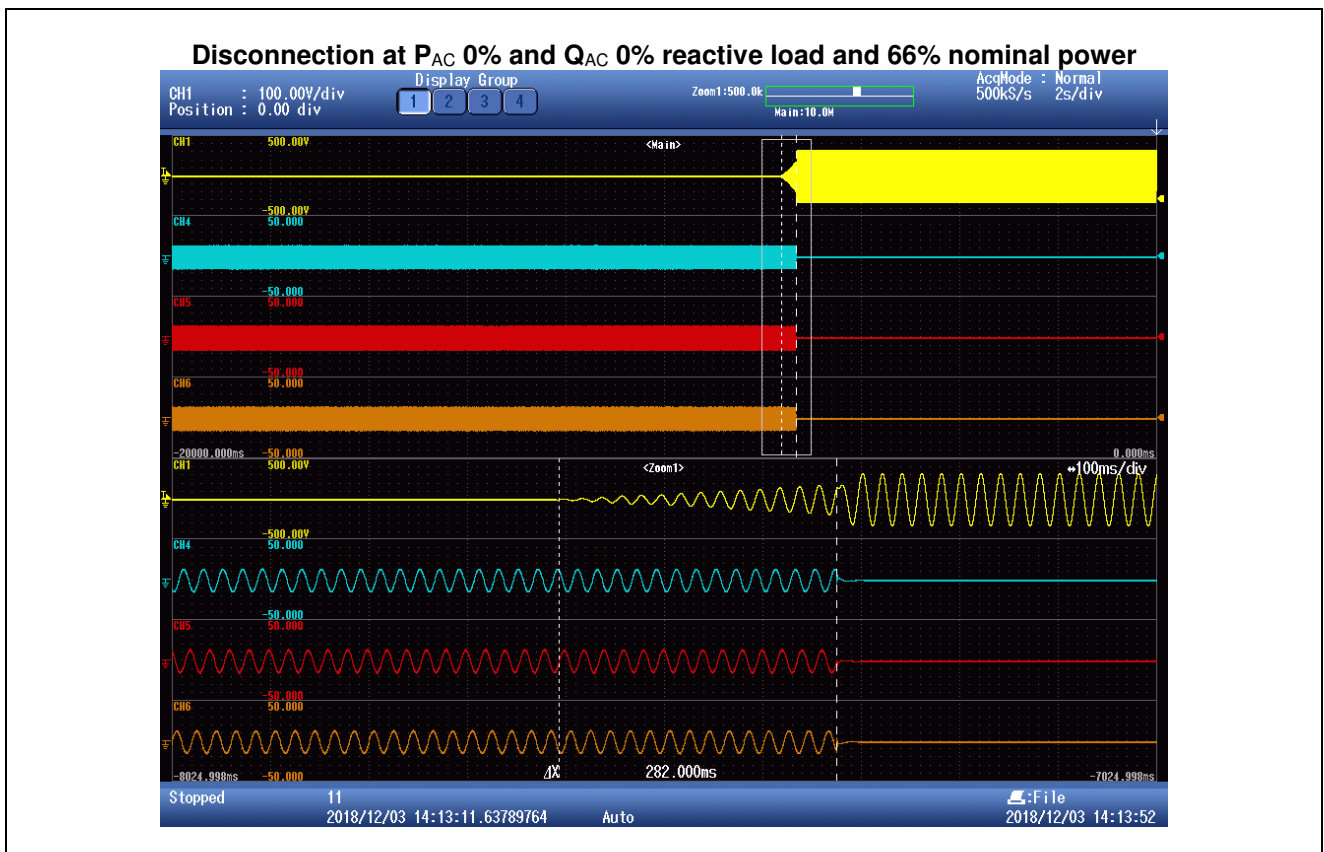 Disconnection at PAC 0% and QAC 0% reactive load and 66% nominal power
CH1 : 100.00V/div
Position : 0.00 div
Display Group
1 2 3 4
Zoom1:500.0k
Main:10.0M
AcqMode : Normal
500kS/s 2s/div
CH1 500.00V
<Main>
-500.00V
CH4 50.000
-50.000
CH5 50.000
-50.000
CH6 50.000
-20000.000ms -50.000 0.000ms
CH1 500.00V
<Zoom1>
↔100ms/div
-500.00V
CH4 50.000
-50.000
CH5 50.000
-50.000
CH6 50.000
-8024.998ms -50.000 ΔX 282.000ms -7024.998ms
Stopped 11 :File
2018/12/03 14:13:11.63789764 Auto 2018/12/03 14:13:52